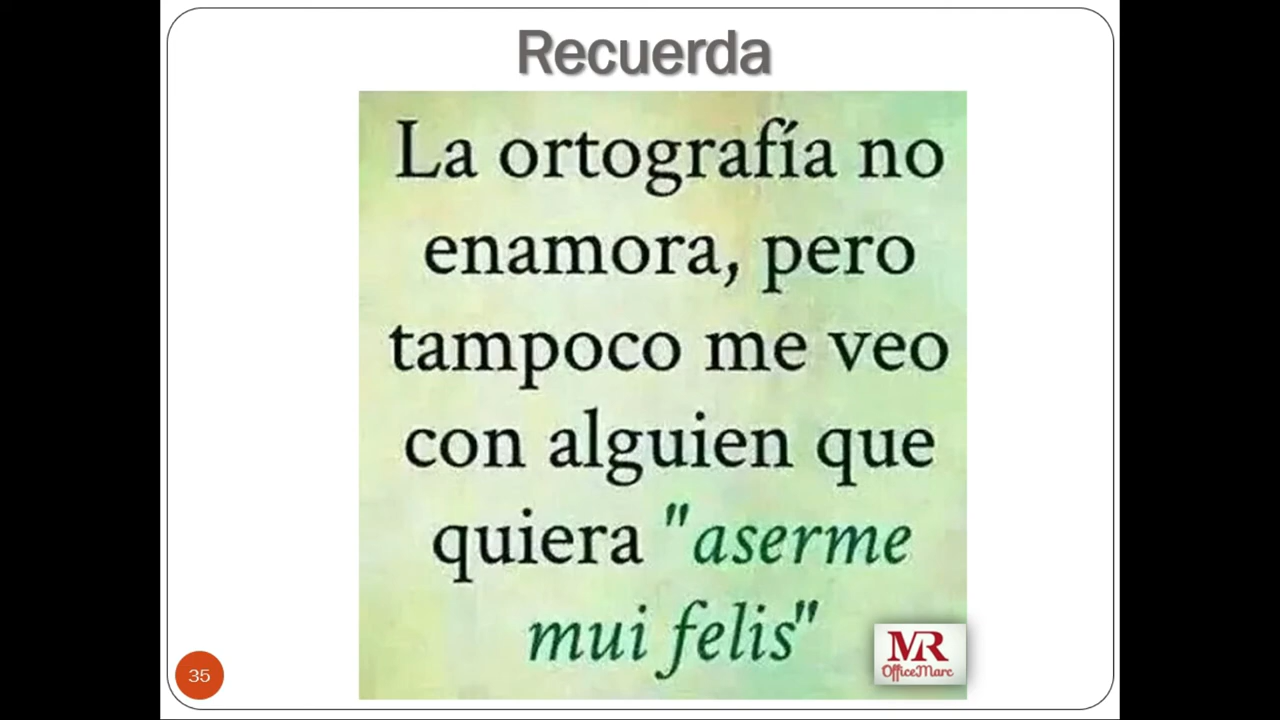 Recuerda
La ortografía no
enamora, pero
tampoco me veo
con alguien que
quiera "aserme
mui felis"
MR
OfficeMarc
35